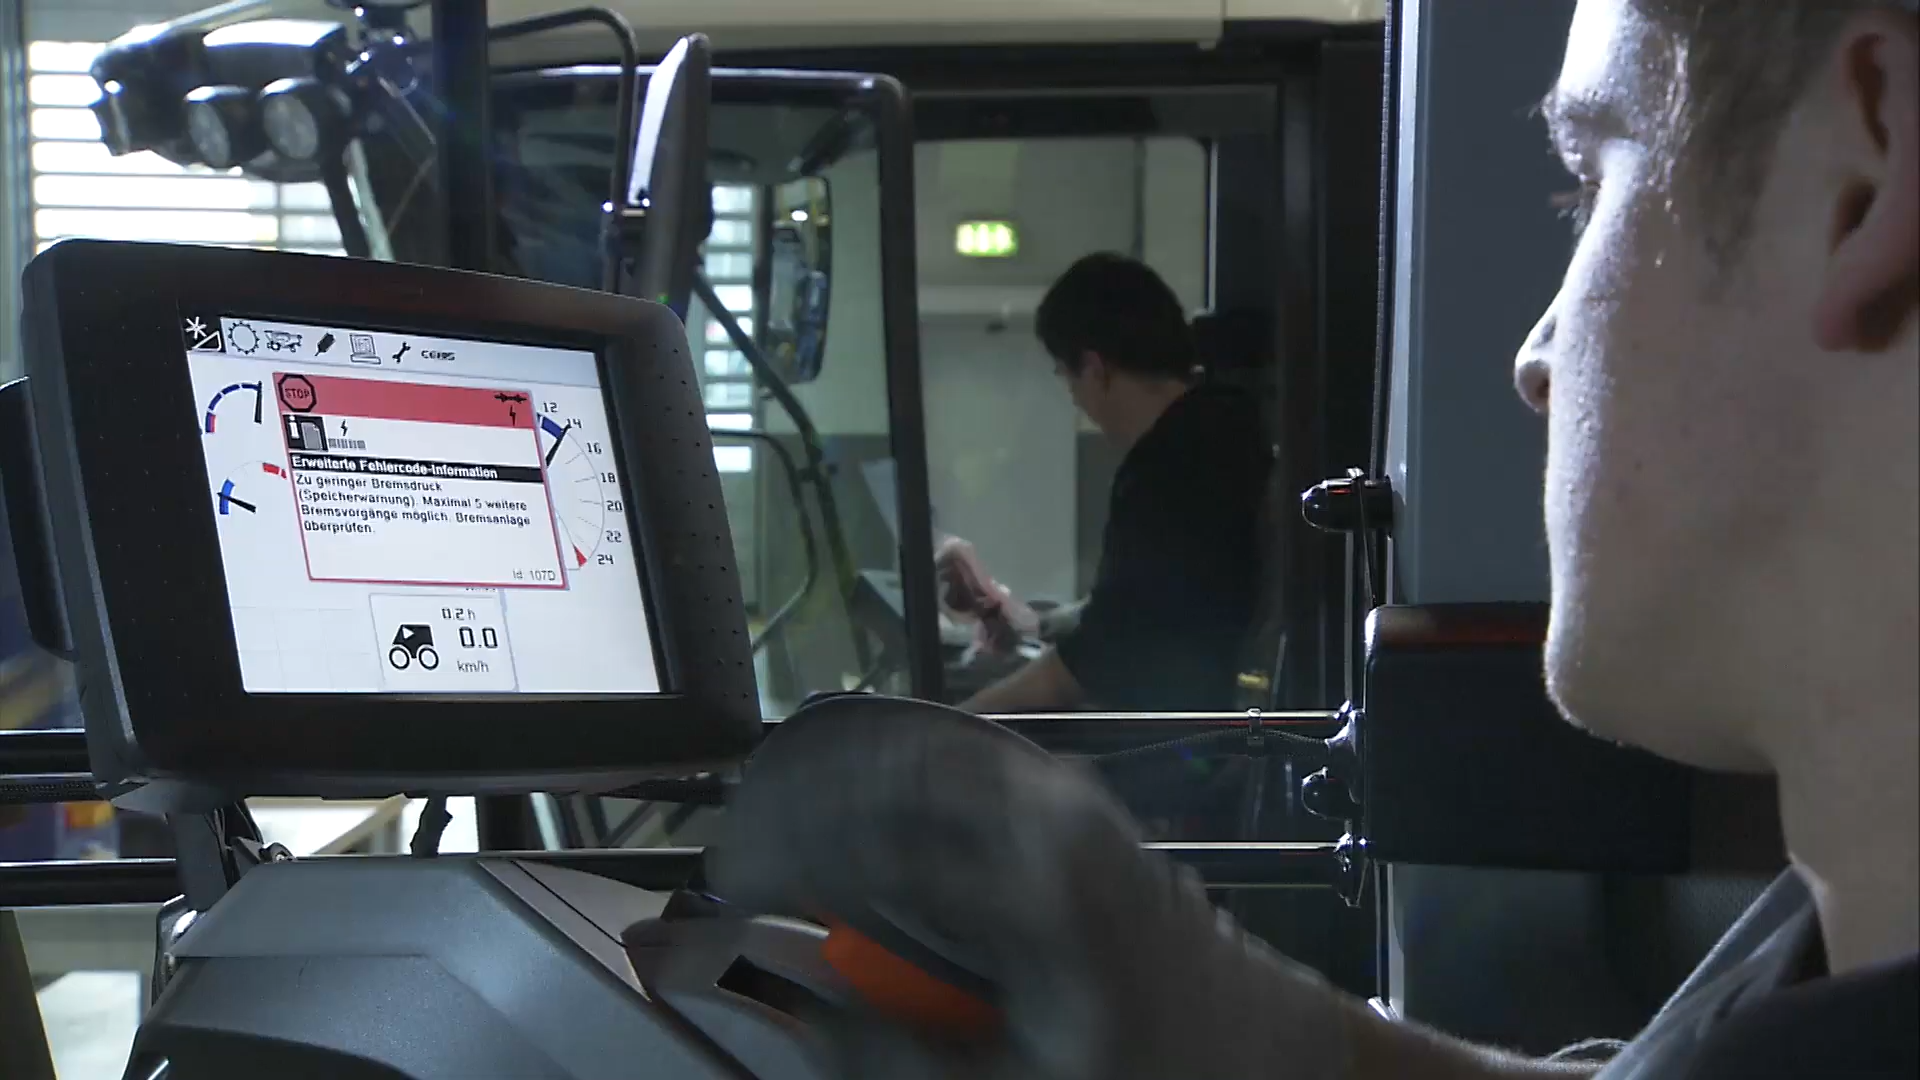 CEBIS
STOP
Erweiterte Fehlercode-Information
Zu geringer Bremsdruck
(Speicherwarnung). Maximal 5 weitere
Bremsvorgänge möglich. Bremsanlage
überprüfen.
Id: 107D
12
14
16
18
20
22
24
0.2 h
0.0
km/h